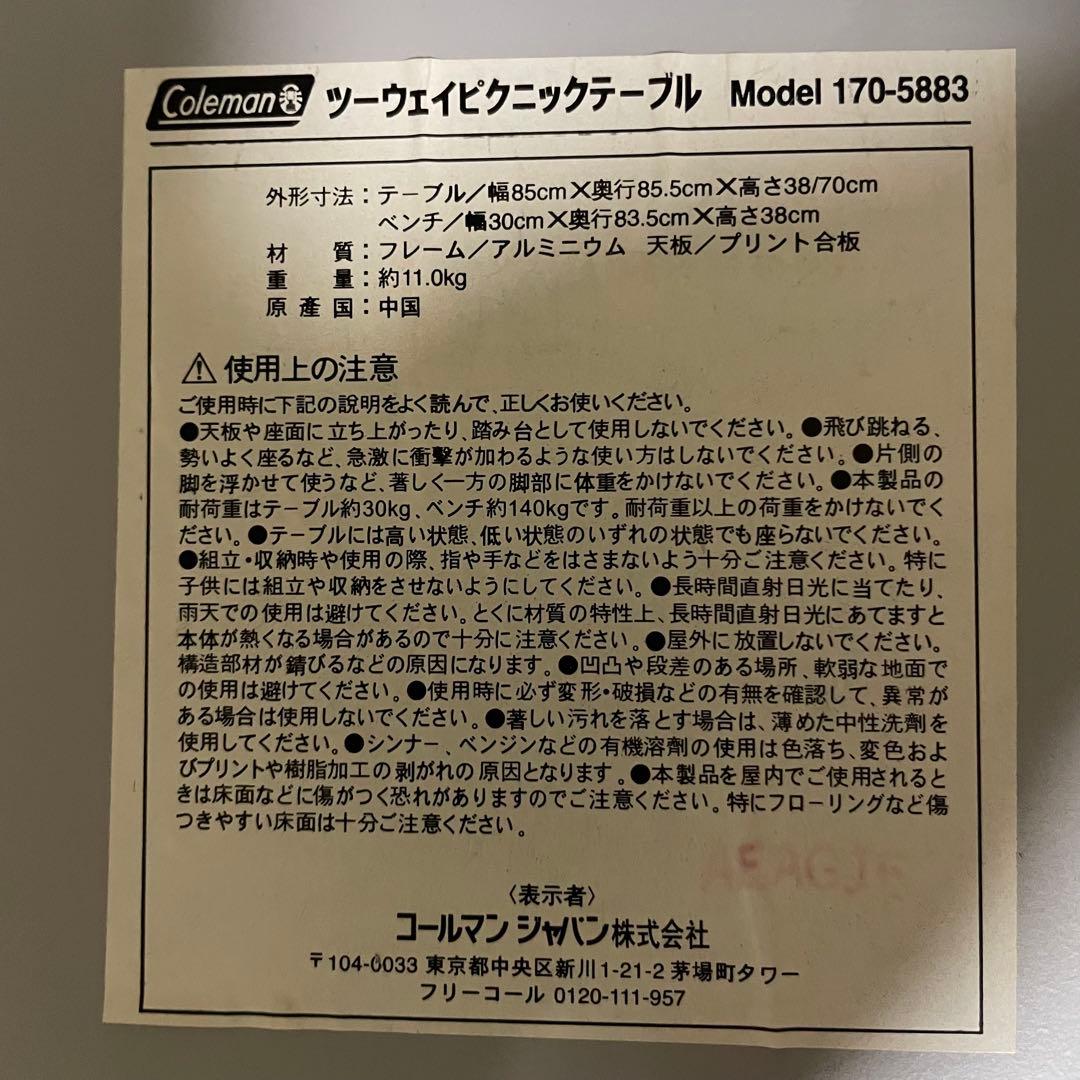 Coleman ツーウェイピクニックテーブル Model 170-5883
外形寸法：テーブル／幅85cm×奥行85.5cm×高さ38/70cm
ベンチ／幅30cm×奥行83.5cm×高さ38cm
材質：フレーム／アルミニウム 天板／プリント合板
重量：約11.0kg
原産国：中国
⚠使用上の注意
ご使用時に下記の説明をよく読んで、正しくお使いください。
●天板や座面に立ち上がったり、踏み台として使用しないでください。●飛び跳ねる、
勢いよく座るなど、急激に衝撃が加わるような使い方はしないでください。●片側の
脚を浮かせて使うなど、著しく一方の脚部に体重をかけないでください。●本製品の
耐荷重はテーブル約30kg、ベンチ約140kgです。耐荷重以上の荷重をかけないでく
ださい。●テーブルには高い状態、低い状態のいずれの状態でも座らないでください。
●組立・収納時や使用の際、指や手などをはさまないよう十分ご注意ください。特に
子供には組立や収納をさせないようにしてください。●長時間直射日光に当てたり、
雨天での使用は避けてください。とくに材質の特性上、長時間直射日光にあてますと
本体が熱くなる場合があるので十分に注意ください。●屋外に放置しないでください。
構造部材が錆びるなどの原因になります。●凹凸や段差のある場所、軟弱な地面で
の使用は避けてください。●使用時に必ず変形・破損などの有無を確認して、異常が
ある場合は使用しないでください。●著しい汚れを落とす場合は、薄めた中性洗剤を
使用してください。●シンナー、ベンジンなどの有機溶剤の使用は色落ち、変色およ
びプリントや樹脂加工の剥がれの原因となります。●本製品を屋内でご使用されると
きは床面などに傷がつく恐れがありますのでご注意ください。特にフローリングなど傷
つきやすい床面は十分ご注意ください。
〈表示者〉
コールマン ジャパン株式会社
〒104-0033 東京都中央区新川1-21-2 茅場町タワー
フリーコール 0120-111-957